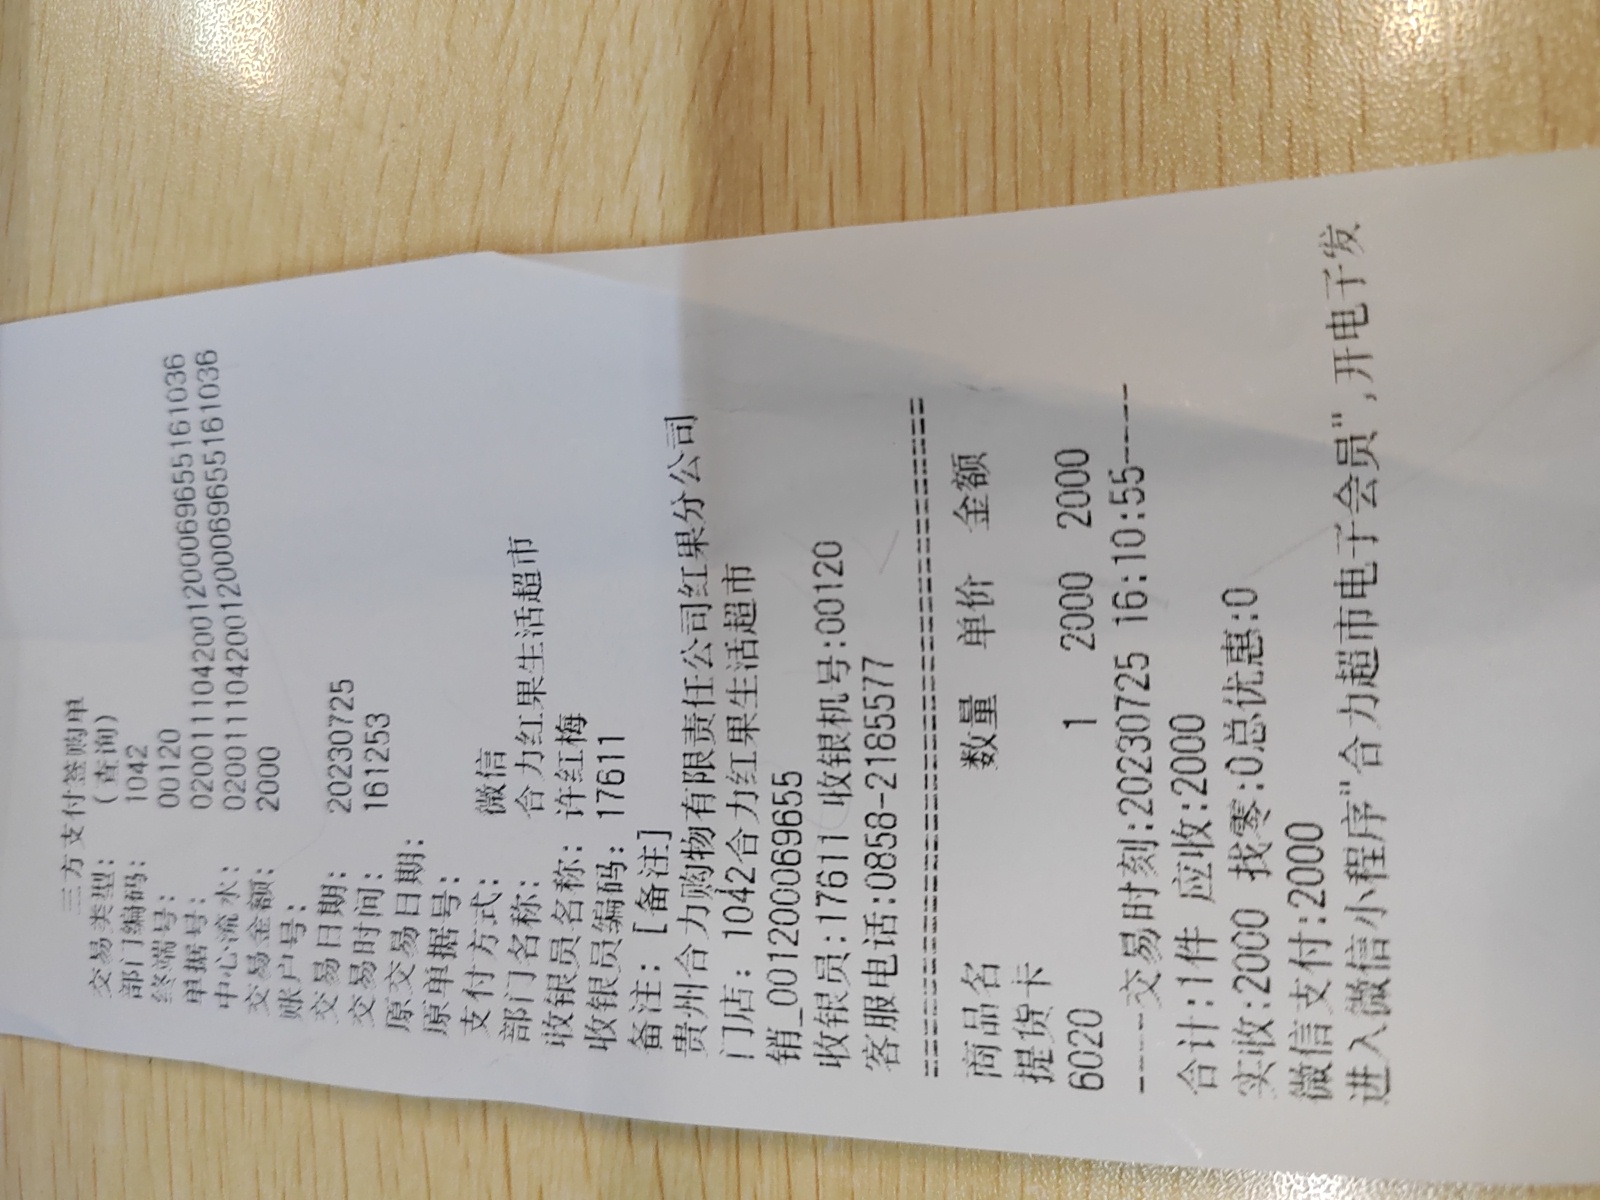 三方支付签购单
交易类型: (查询)
部门编码: 1042
终端号: 00120
单据号: 02001110420012000696551​61036
中心流水: 0200111042001200069655161036
交易金额: 2000
账户号:
交易日期: 20230725
交易时间: 161253
原交易日期:
原单据号:
支付方式: 微信
部门名称: 合力红果生活超市
收银员名称: 许红梅
收银员编码: 17611
备注: [备注]
贵州合力购物有限责任公司红果分公司
门店: 1042合力红果生活超市
销_00120069655
收银员:17611 收银机号:00120
客服电话:0858-2185577
商品名 数量 单价 金额
提货卡
6020 1 2000 2000
----交易时刻:20230725 16:10:55----
合计:1件 应收:2000
实收:2000 找零:0总优惠:0
微信支付:2000
进入微信小程序"合力超市电子会员",开电子发